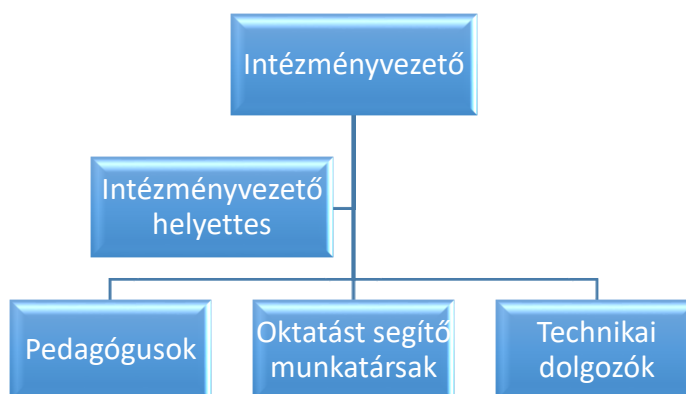 Intézményvezető
Intézményvezető
helyettes
Pedagógusok
Oktatást segítő
munkatársak
Technikai
dolgozók